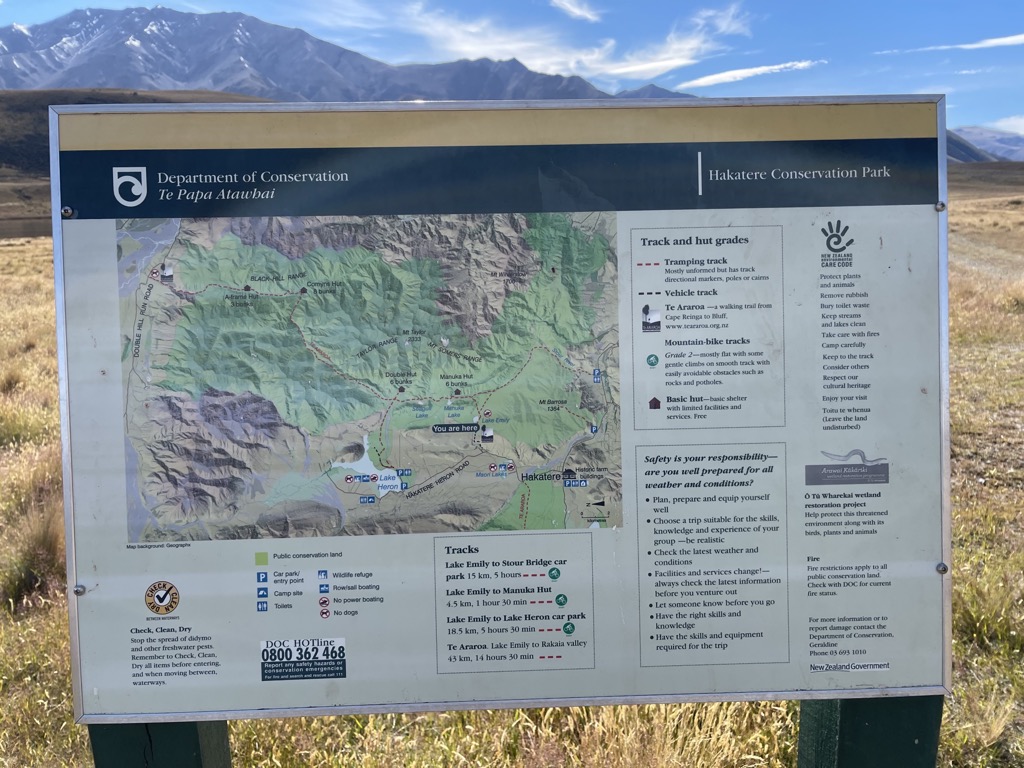 Department of Conservation
Te Papa Atawhai
Hakatere Conservation Park
DOUBLE HILL RUN ROAD
BLACK HILL RANGE
A-frame Hut
3 bunks
Comyns Hut
8 bunks
Mt Winterslow
Mt Taylor
2333
TAYLOR RANGE
MT SOMERS RANGE
Double Hut
6 bunks
Manuka Hut
6 bunks
Manuka
Lake
Lake Emily
Mt Barrosa
1364
You are here
P
P
Lake
Heron
HAKATERE HERON ROAD
Hakatere
Historic farm
buildings
kilometres
Map background: Geographx
Public conservation land
P Car park/
entry point
Camp site
Toilets
Wildlife refuge
Row/sail boating
No power boating
No dogs
CHECK CLEAN DRY
BETWEEN WATERWAYS
Check, Clean, Dry
Stop the spread of didymo
and other freshwater pests.
Remember to Check, Clean,
Dry all items before entering,
and when moving between,
waterways.
DOC HOTline
0800 362 468
Report any safety hazards or
conservation emergencies
For fire and search and rescue call 111
Tracks
Lake Emily to Stour Bridge car
park 15 km, 5 hours
Lake Emily to Manuka Hut
4.5 km, 1 hour 30 min
Lake Emily to Lake Heron car park
18.5 km, 5 hours 30 min
Te Araroa Lake Emily to Rakaia valley
43 km, 14 hours 30 min
Track and hut grades
Tramping track
Mostly unformed but has track
directional markers, poles or cairns
Vehicle track
Te Araroa—a walking trail from
Cape Reinga to Bluff,
www.teararoa.org.nz
Mountain-bike tracks
Grade 2—mostly flat with some
gentle climbs on smooth track with
easily avoidable obstacles such as
rocks and potholes.
Basic hut—basic shelter
with limited facilities and
services. Free
Safety is your responsibility—
are you well prepared for all
weather and conditions?
• Plan, prepare and equip yourself
well
• Choose a trip suitable for the skills,
knowledge and experience of your
group —be realistic
• Check the latest weather and
conditions
• Facilities and services change!—
always check the latest information
before you venture out
• Let someone know before you go
• Have the right skills and
knowledge
• Have the skills and equipment
required for the trip
NEW ZEALAND
environmental
CARE CODE
Protect plants
and animals
Remove rubbish
Bury toilet waste
Keep streams
and lakes clean
Take care with fires
Camp carefully
Keep to the track
Consider others
Respect our
cultural heritage
Enjoy your visit
Toitu te whenua
(Leave the land
undisturbed)
Arawai Kākāriki
Ō Tū Wharekai wetland
restoration project
Help protect this threatened
environment along with its
birds, plants and animals
Fire
Fire restrictions apply to all
public conservation land.
Check with DOC for current
fire status.
For more information or to
report damage contact the
Department of Conservation,
Geraldine
Phone 03 693 1010
New Zealand Government